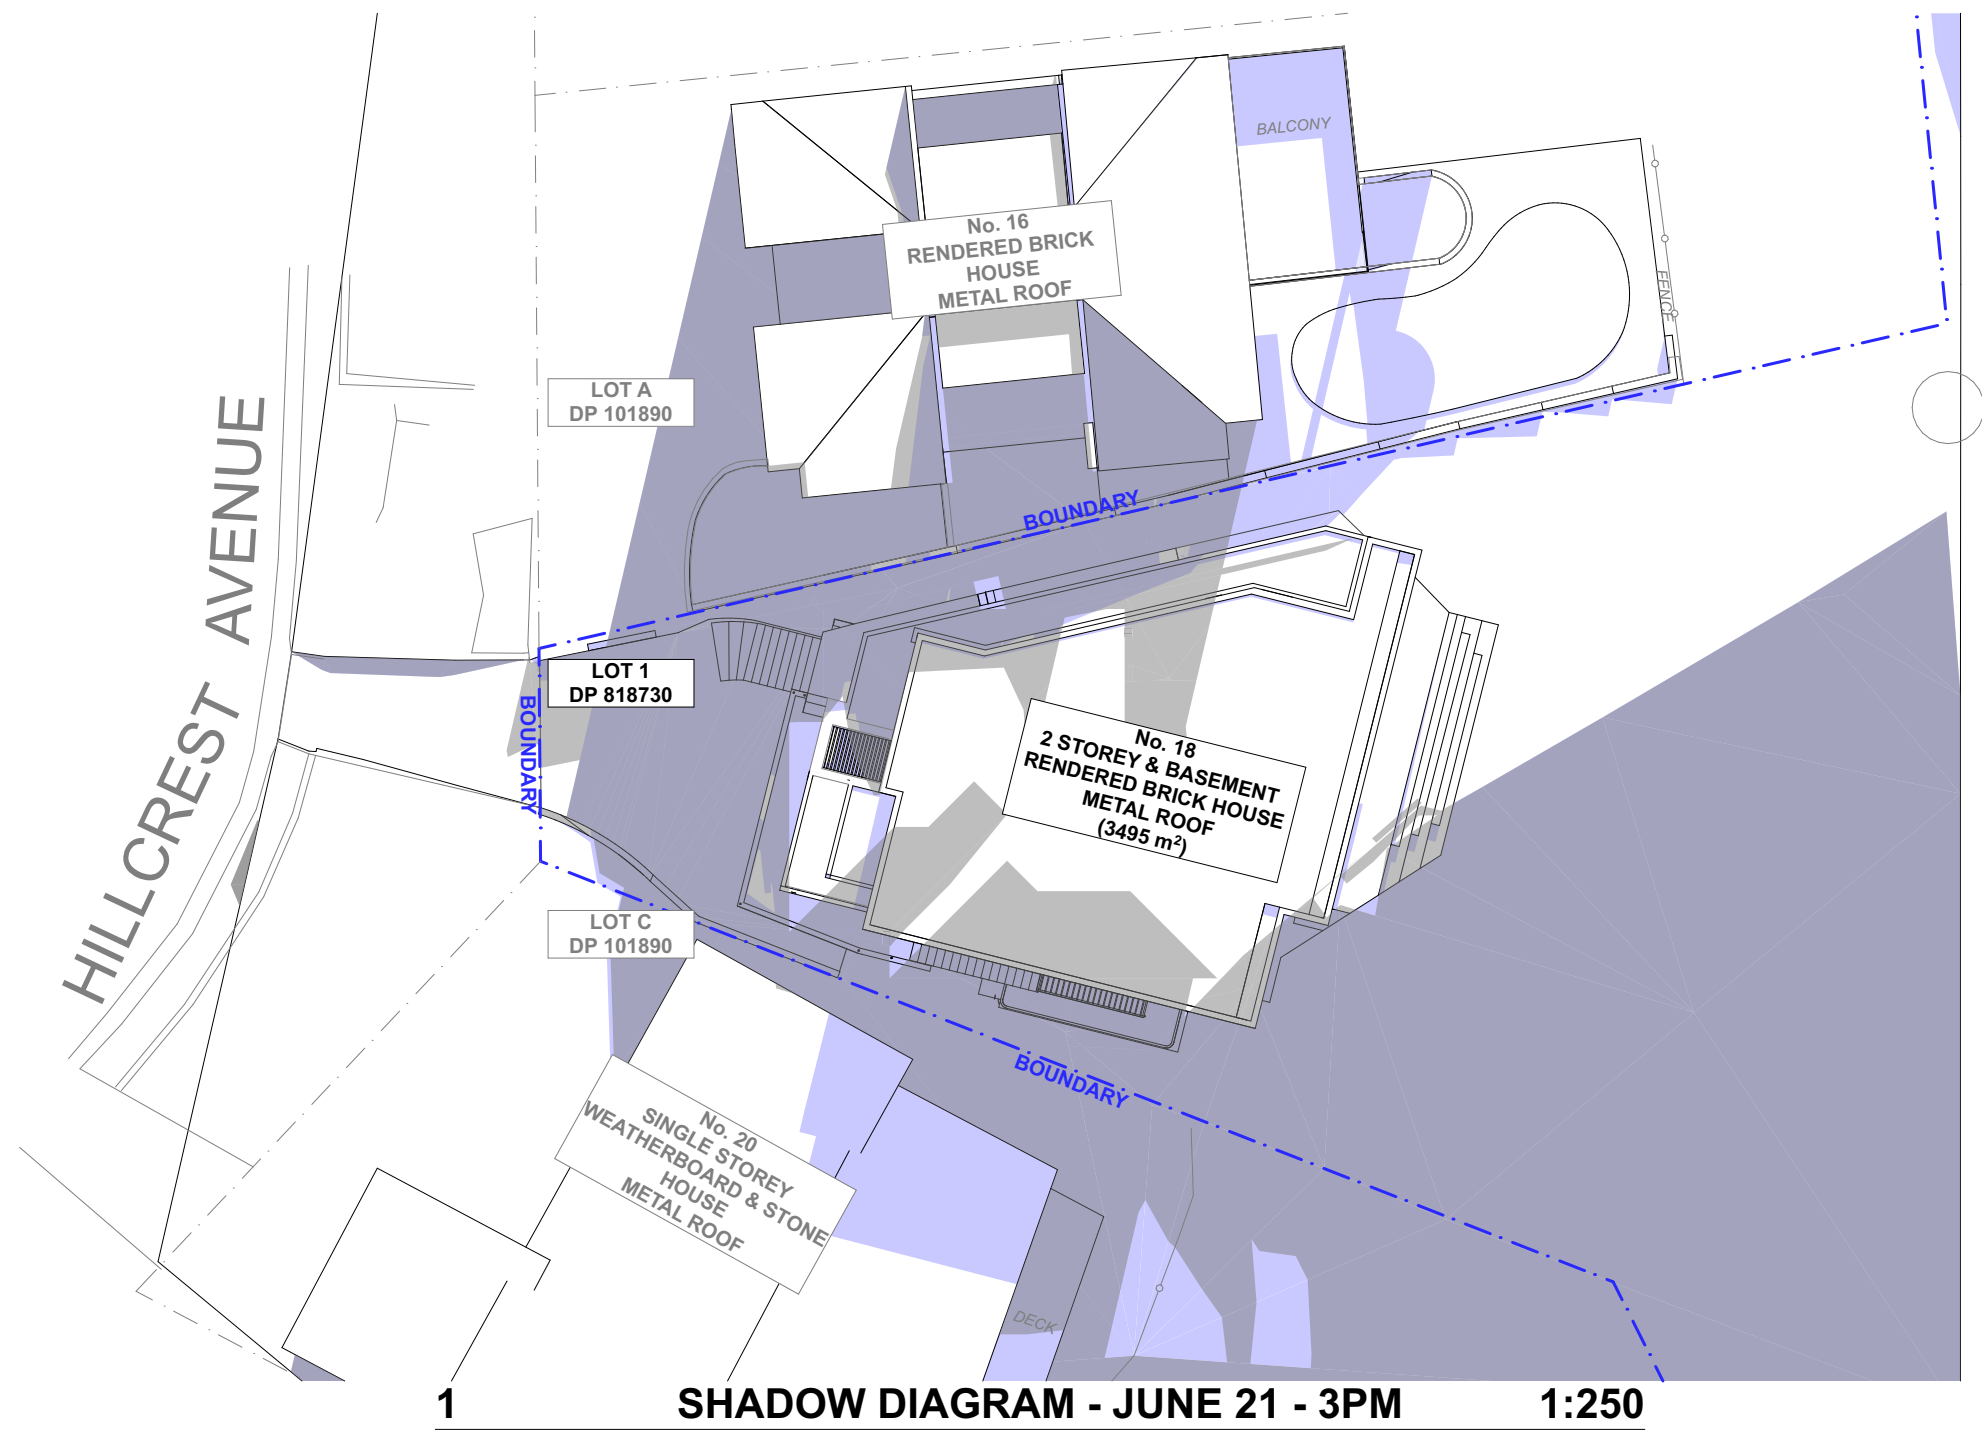 BALCONY
No. 16
RENDERED BRICK
HOUSE
METAL ROOF
FENCE
LOT A
DP 101890
HILLCREST AVENUE
BOUNDARY
LOT 1
DP 818730
BOUNDARY
No. 18
2 STOREY & BASEMENT
RENDERED BRICK HOUSE
METAL ROOF
(3495 m²)
LOT C
DP 101890
BOUNDARY
No. 20
SINGLE STOREY
WEATHERBOARD & STONE
HOUSE
METAL ROOF
DECK
1 SHADOW DIAGRAM - JUNE 21 - 3PM 1:250